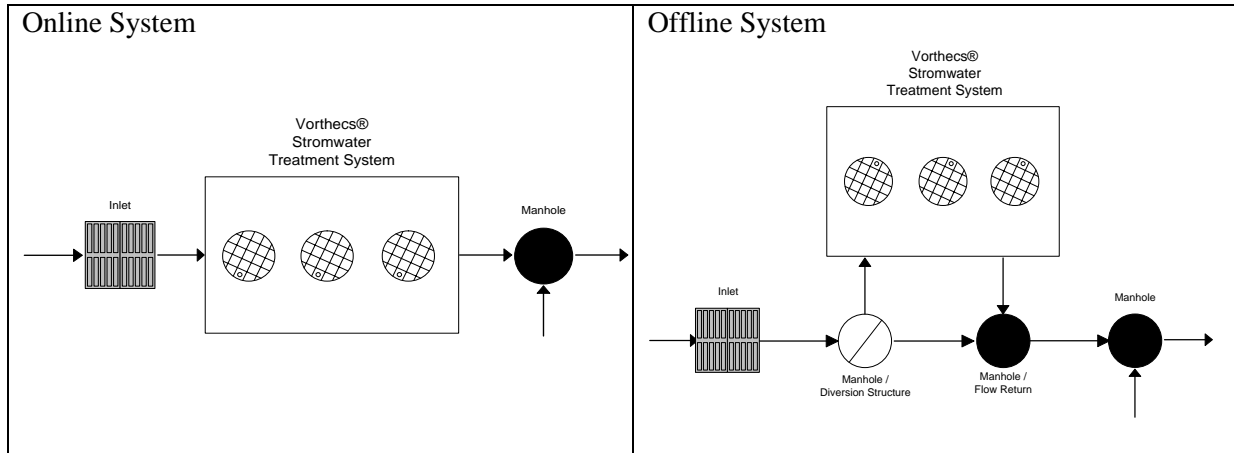 Online System
Vorthecs®
Stromwater
Treatment System
Inlet
Manhole
Offline System
Vorthecs®
Stromwater
Treatment System
Inlet
Manhole /
Diversion Structure
Manhole /
Flow Return
Manhole